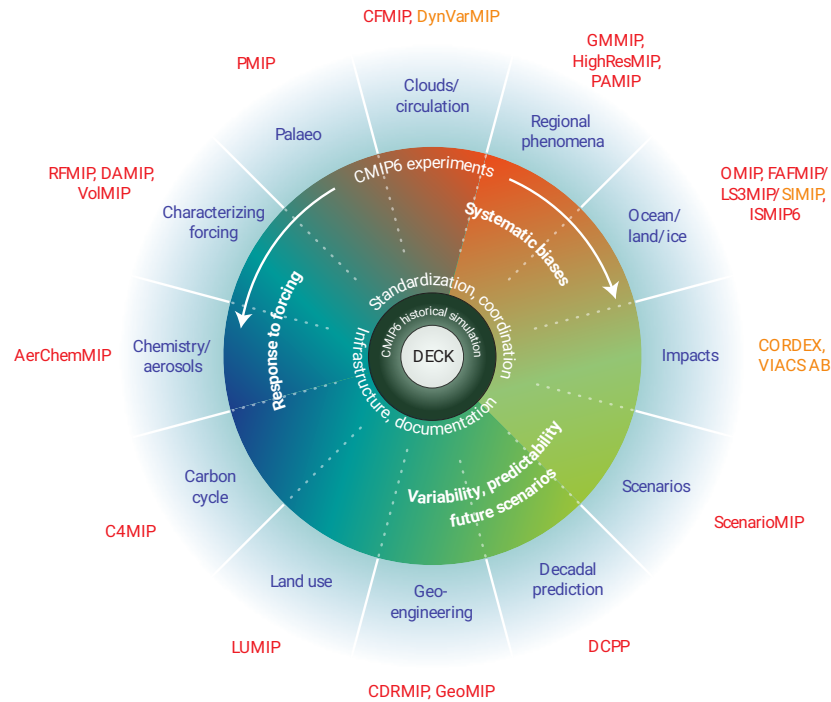 CFMIP, DynVarMIP
GMMIP,
HighResMIP,
PAMIP
PMIP
Clouds/
circulation
Regional
phenomena
Palaeo
RFMIP, DAMIP,
VolMIP
OMIP, FAFMIP/
LS3MIP/SIMIP,
ISMIP6
CMIP6 experiments
Characterizing
forcing
Systematic biases
Ocean/
land/ice
Response to forcing
Standardization, coordination
CMIP6 historical simulation
DECK
Infrastructure, documentation
AerChemMIP
Chemistry/
aerosols
Impacts
CORDEX,
VIACS AB
Variability, predictability
future scenarios
Carbon
cycle
Scenarios
C4MIP
ScenarioMIP
Land use
Geo-
engineering
Decadal
prediction
LUMIP
DCPP
CDRMIP, GeoMIP